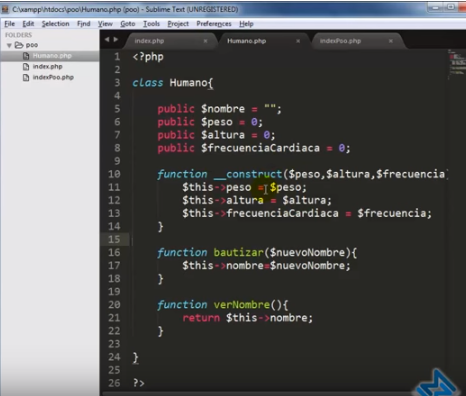 C:\xampp\htdocs\poo\Humano.php (poo) - Sublime Text (UNREGISTERED)
File Edit Selection Find View Goto Tools Project Preferences Help
FOLDERS
poo
Humano.php
index.php
indexPoo.php
index.php × Humano.php × indexPoo.php ×
1 <?php
2
3 class Humano{
4
5 public $nombre = "";
6 public $peso = 0;
7 public $altura = 0;
8 public $frecuenciaCardiaca = 0;
9
10 function __construct($peso,$altura,$frecuencia)
11 $this->peso = $peso;
12 $this->altura = $altura;
13 $this->frecuenciaCardiaca = $frecuencia;
14 }
15
16 function bautizar($nuevoNombre){
17 $this->nombre=$nuevoNombre;
18 }
19
20 function verNombre(){
21 return $this->nombre;
22 }
23
24 }
25
26 ?>